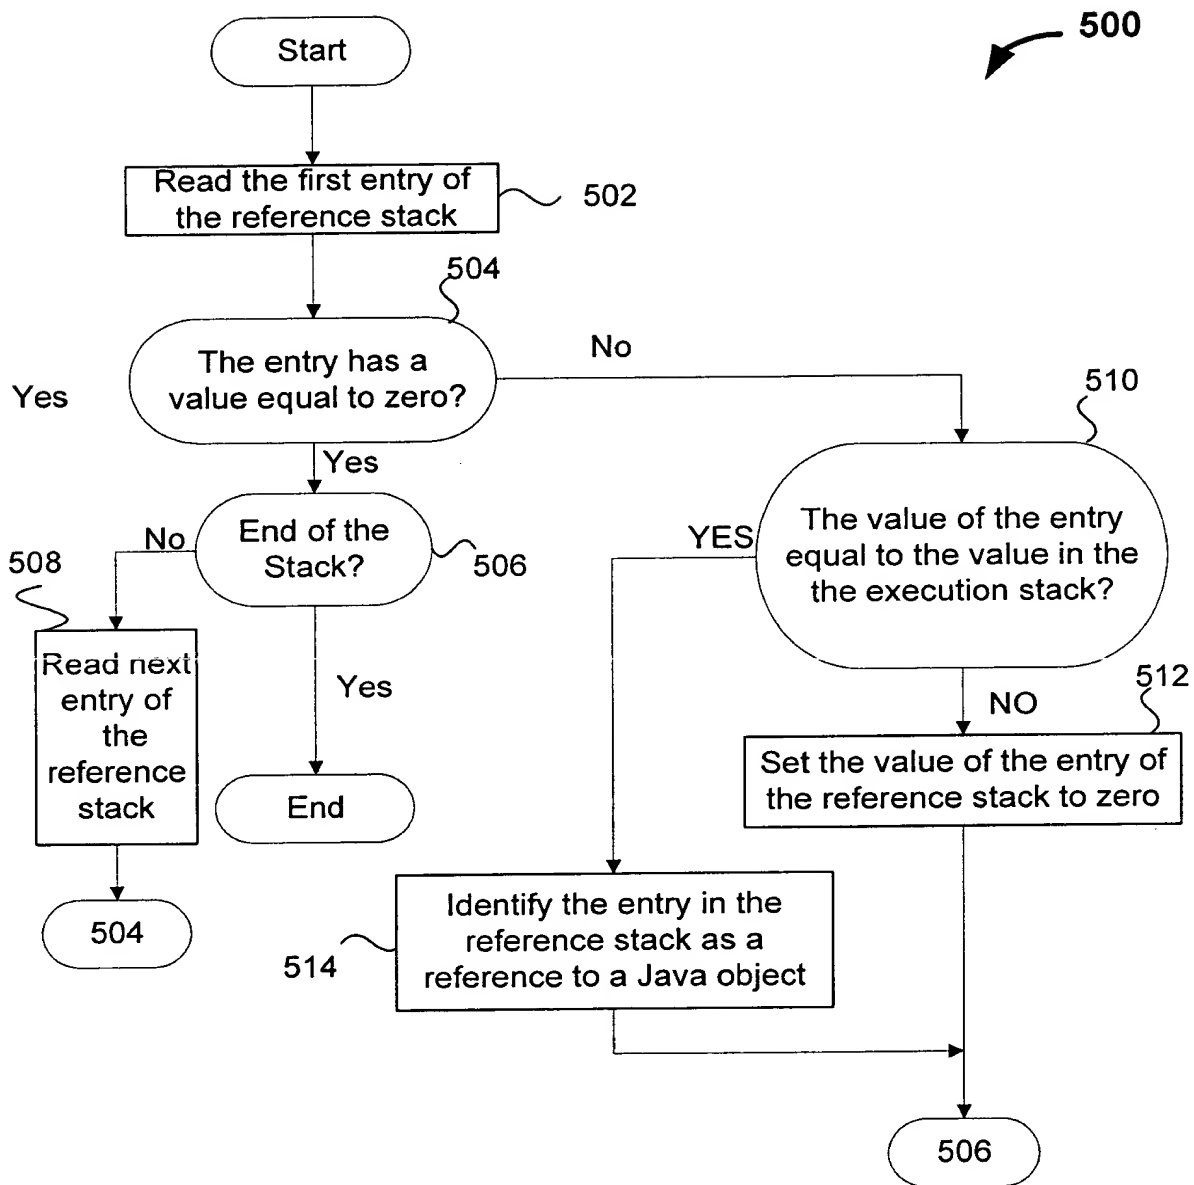 500
Start
Read the first entry of
the reference stack
502
504
The entry has a
value equal to zero?
No
Yes
510
Yes
The value of the entry
equal to the value in the
the execution stack?
YES
End of the
Stack?
No
506
508
Read next
entry of
the
reference
stack
Yes
NO
512
Set the value of the entry of
the reference stack to zero
End
504
Identify the entry in the
reference stack as a
reference to a Java object
514
506